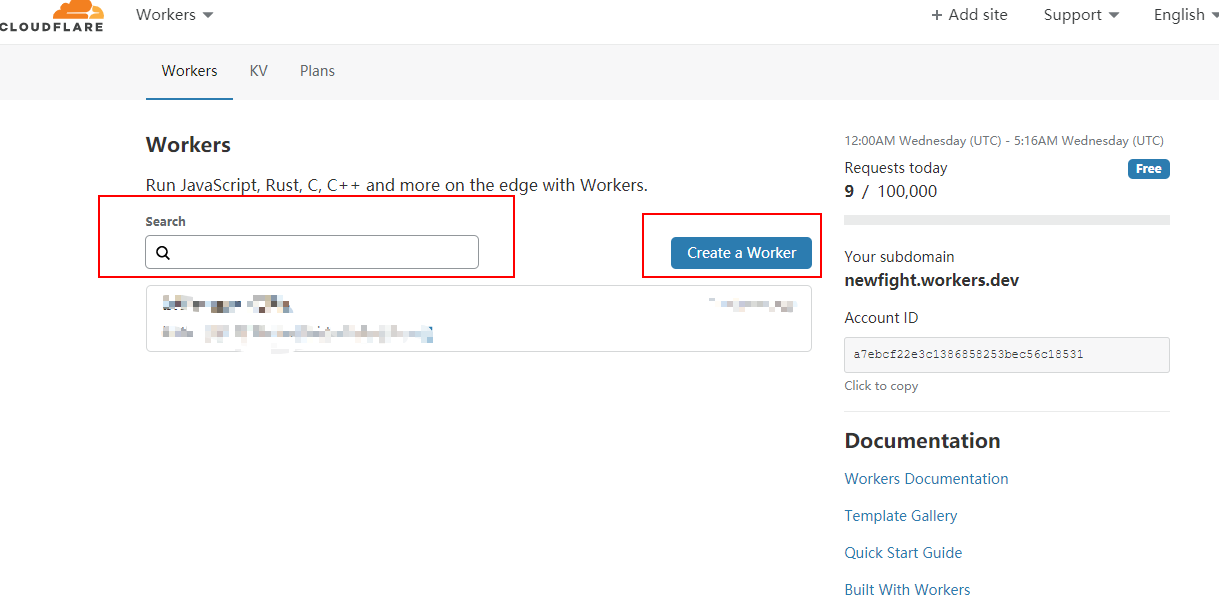 CLOUDFLARE
Workers
+ Add site
Support
English
Workers
KV
Plans
Workers
Run JavaScript, Rust, C, C++ and more on the edge with Workers.
Search
Create a Worker
12:00AM Wednesday (UTC) - 5:16AM Wednesday (UTC)
Requests today
Free
9 / 100,000
Your subdomain
newfight.workers.dev
Account ID
a7ebcf22e3c1386858253bec56c18531
Click to copy
Documentation
Workers Documentation
Template Gallery
Quick Start Guide
Built With Workers